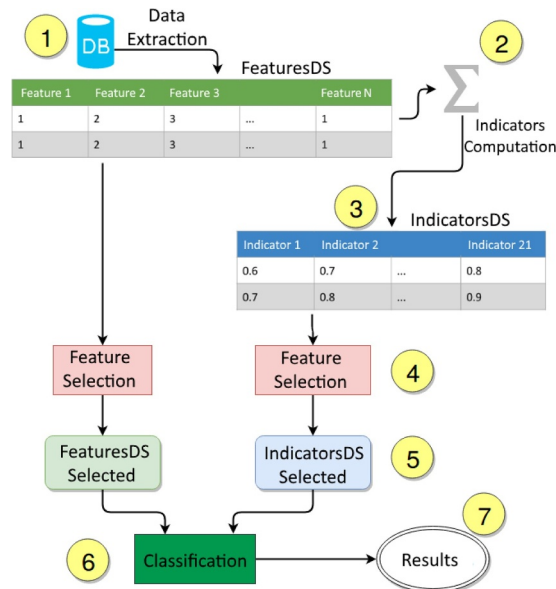 1
DB
Data
Extraction
2
FeaturesDS
Feature 1 Feature 2 Feature 3 Feature N
1 2 3 ... 1
1 2 3 ... 1
Σ
Indicators
Computation
3
IndicatorsDS
Indicator 1 Indicator 2 Indicator 21
0.6 0.7 ... 0.8
0.7 0.8 ... 0.9
Feature
Selection
Feature
Selection
4
FeaturesDS
Selected
IndicatorsDS
Selected
5
6
Classification
7
Results